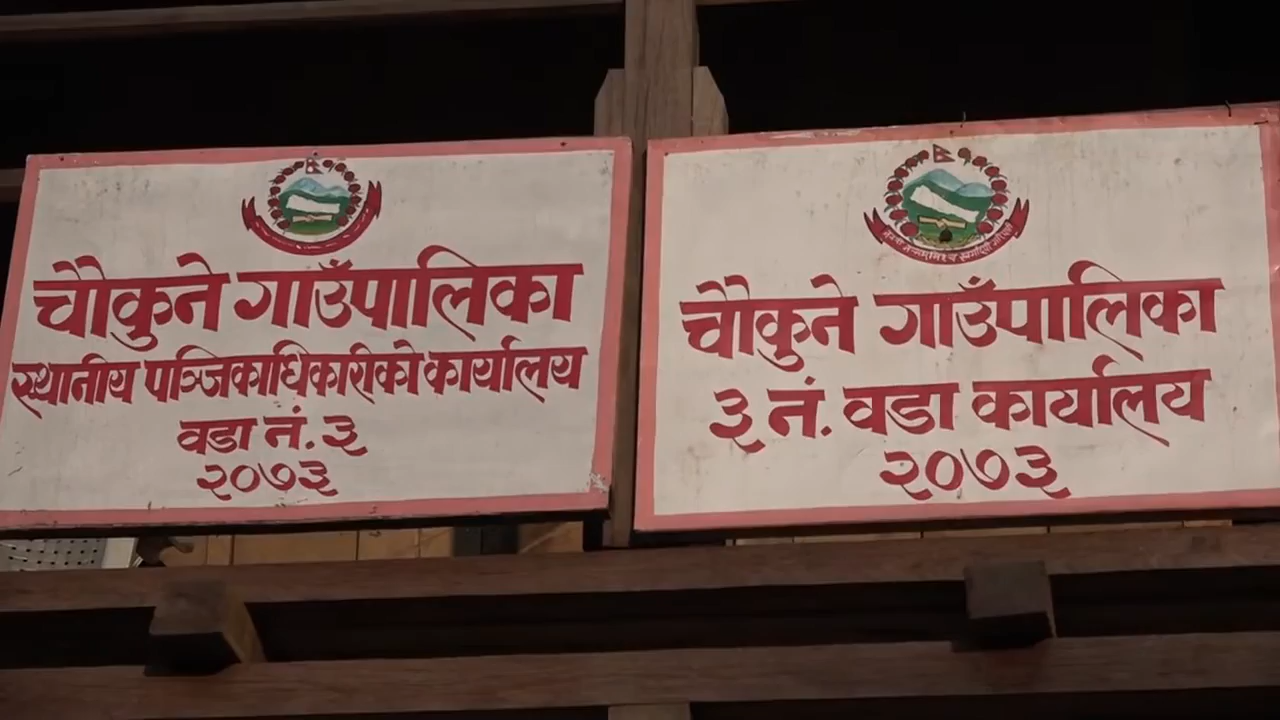 चौकुने गाउँपालिका
स्थानीय पञ्जिकाधिकारीको कार्यालय
वडा नं. ३
२०७३
चौकुने गाउँपालिका
३ नं. वडा कार्यालय
२०७३